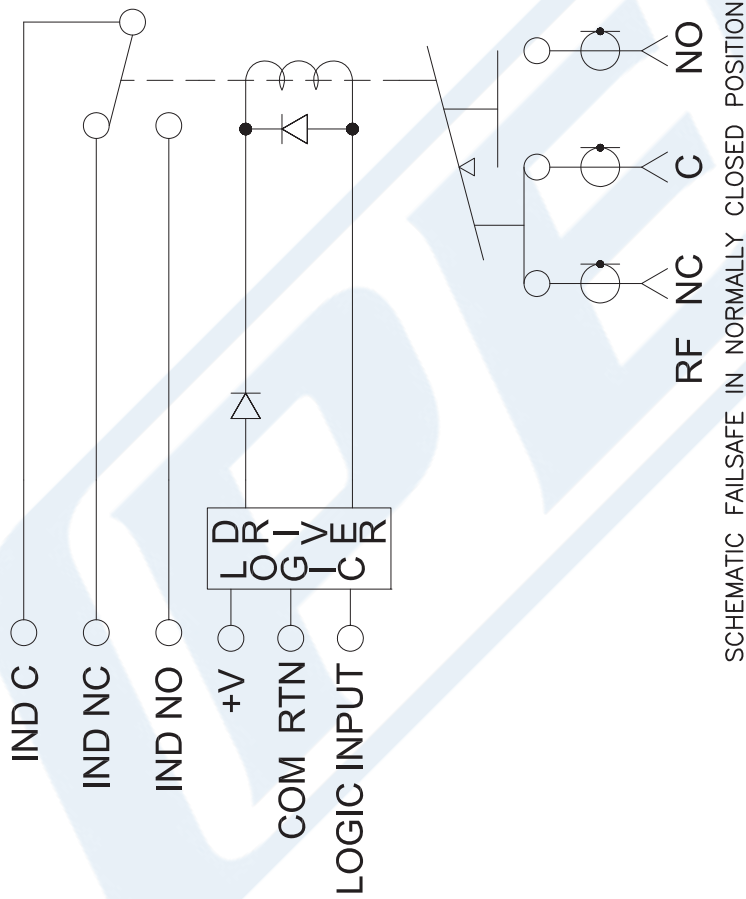 IND C
IND NC
IND NO
+V
COM RTN
LOGIC INPUT
LOGIC
DRIVER
RF NC C NO
SCHEMATIC FAILSAFE IN NORMALLY CLOSED POSITION